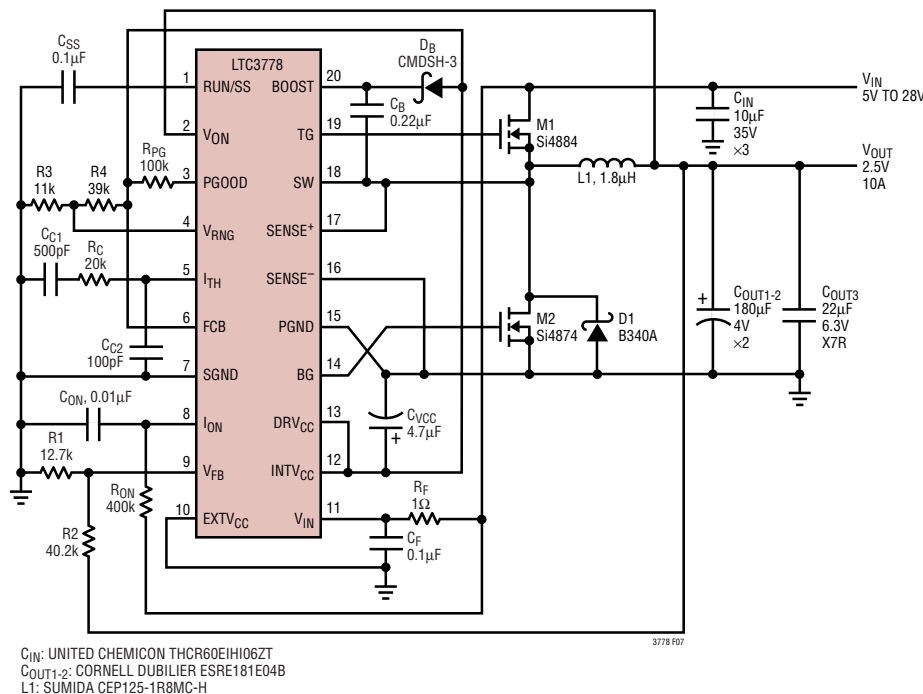 LTC3778
CSS
0.1µF
1
RUN/SS
BOOST
20
DB
CMDSH-3
CB
0.22µF
VIN
5V TO 28V
CIN
10µF
35V
×3
2
VON
TG
19
M1
Si4884
RPG
100k
3
PGOOD
SW
18
L1, 1.8µH
VOUT
2.5V
10A
R3
11k
R4
39k
4
VRNG
SENSE+
17
CC1
500pF
RC
20k
5
ITH
SENSE–
16
6
FCB
PGND
15
M2
Si4874
D1
B340A
+
COUT1-2
180µF
4V
×2
COUT3
22µF
6.3V
X7R
CC2
100pF
7
SGND
BG
14
CON, 0.01µF
8
ION
DRVCC
13
CVCC
4.7µF
+
R1
12.7k
9
VFB
INTVCC
12
RON
400k
RF
1Ω
10
EXTVCC
VIN
11
R2
40.2k
CF
0.1µF
3778 F07
CIN: UNITED CHEMICON THCR60EIHI06ZT
COUT1-2: CORNELL DUBILIER ESRE181E04B
L1: SUMIDA CEP125-1R8MC-H